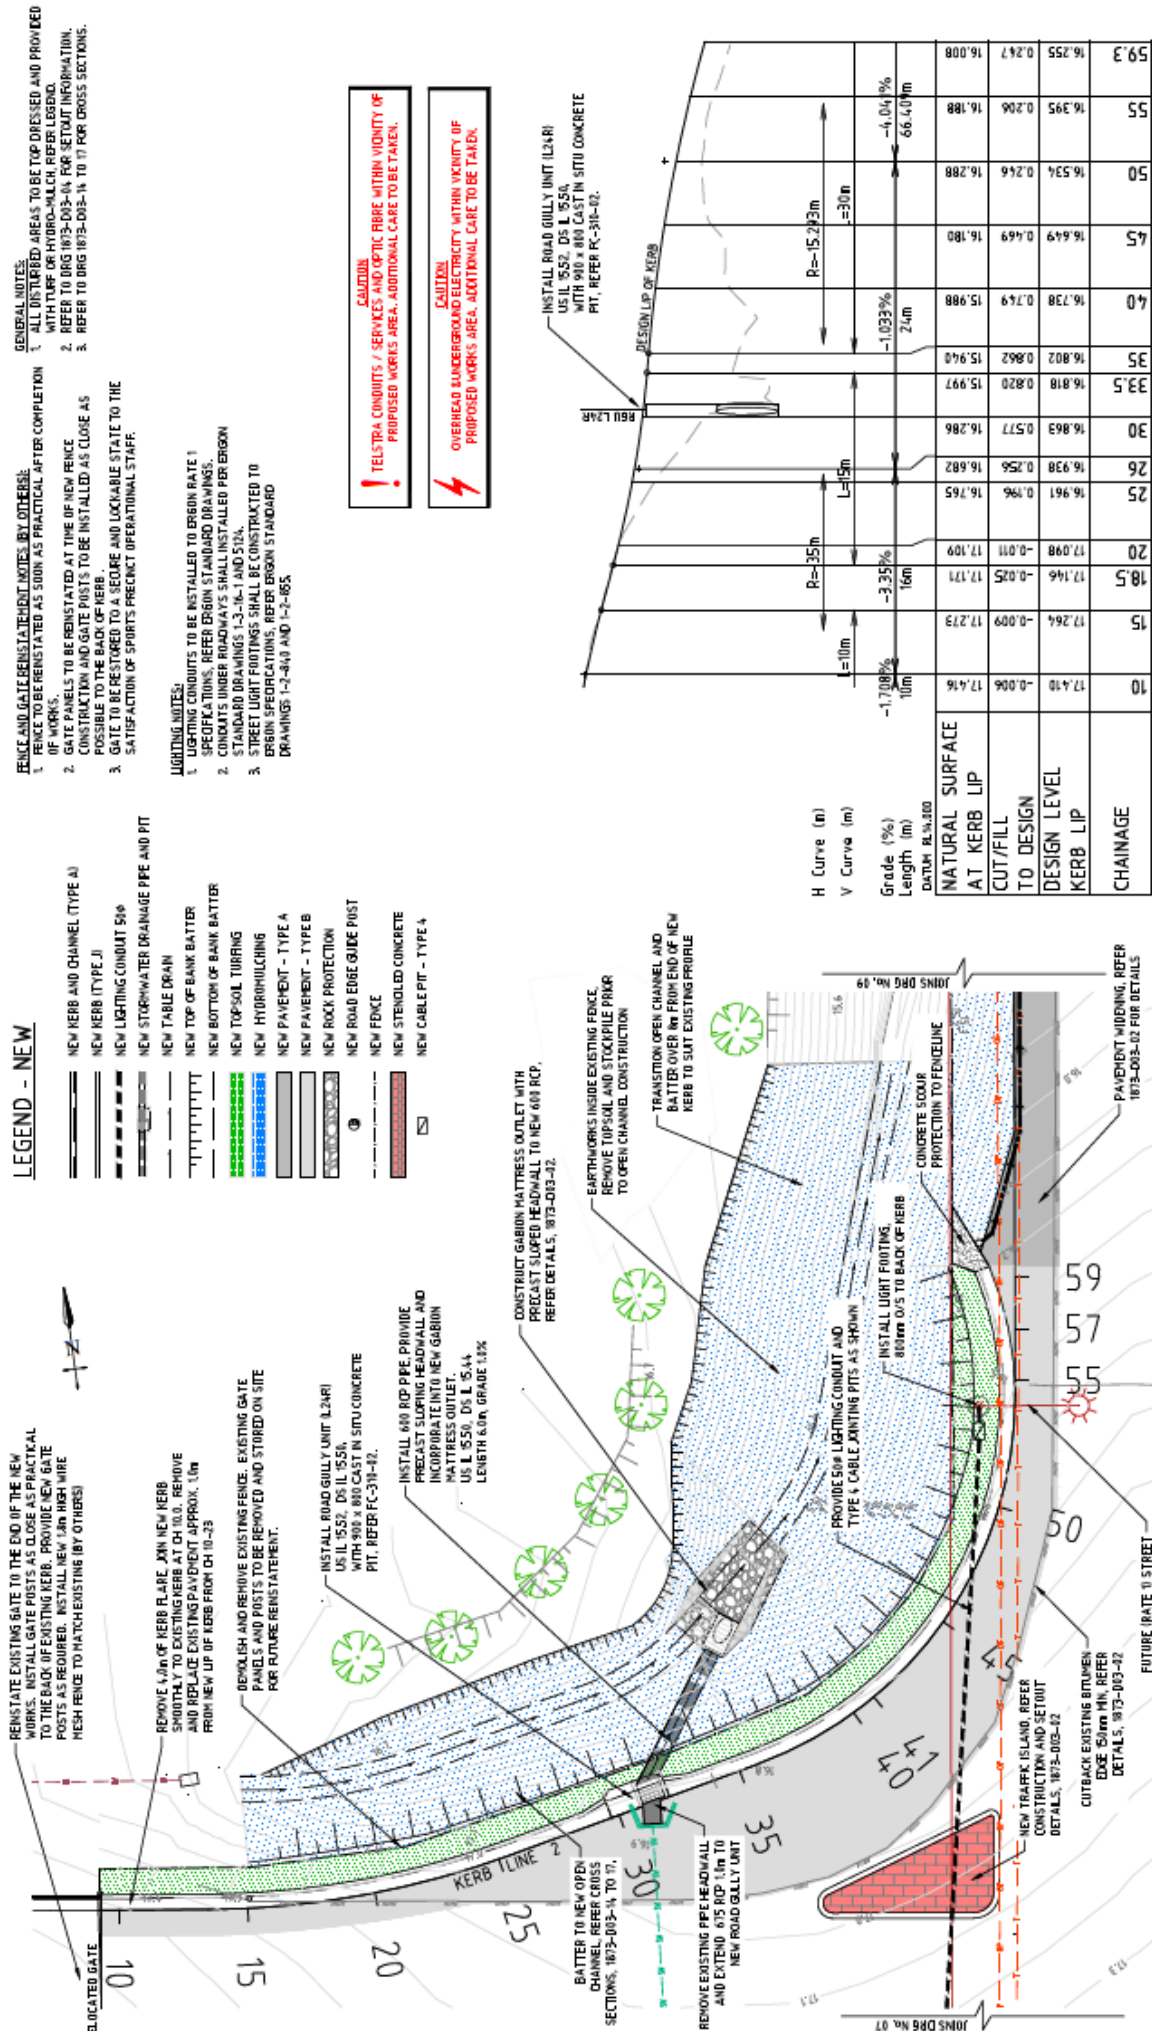 GENERAL NOTES:
1. ALL DISTURBED AREAS TO BE TOP DRESSED AND PROVIDED
WITH TURF OR HYDRO-MULCH, REFER LEGEND.
2. REFER TO DRG 1873-D03-04 FOR SETOUT INFORMATION.
3. REFER TO DRG 1873-D03-14 TO 17 FOR CROSS SECTIONS.
FENCE AND GATE REINSTATEMENT NOTES (BY OTHERS):
1. FENCE TO BE REINSTATED AS SOON AS PRACTICAL AFTER COMPLETION
OF WORKS.
2. GATE PANELS TO BE REINSTATED AT TIME OF NEW FENCE
CONSTRUCTION AND GATE POSTS TO BE INSTALLED AS CLOSE AS
POSSIBLE TO THE BACK OF KERB.
3. GATE TO BE RESTORED TO A SECURE AND LOCKABLE STATE TO THE
SATISFACTION OF SPORTS PRECINCT OPERATIONAL STAFF.
LIGHTING NOTES:
1. LIGHTING CONDUITS TO BE INSTALLED TO ERGON RATE 1
SPECIFICATIONS, REFER ERGON STANDARD DRAWINGS.
2. CONDUITS UNDER ROADWAYS SHALL INSTALLED PER ERGON
STANDARD DRAWINGS 1-3-16-1 AND 5124.
3. STREET LIGHT FOOTINGS SHALL BE CONSTRUCTED TO
ERGON SPECIFICATIONS, REFER ERGON STANDARD
DRAWINGS 1-2-840 AND 1-2-855.
CAUTION
TELSTRA CONDUITS / SERVICES AND OPTIC FIBRE WITHIN VICINITY OF
PROPOSED WORKS AREA. ADDITIONAL CARE TO BE TAKEN.
CAUTION
OVERHEAD & UNDERGROUND ELECTRICITY WITHIN VICINITY OF
PROPOSED WORKS AREA. ADDITIONAL CARE TO BE TAKEN.
LEGEND - NEW
NEW KERB AND CHANNEL (TYPE A)
NEW KERB (TYPE J)
NEW LIGHTING CONDUIT 50Ø
NEW STORMWATER DRAINAGE PIPE AND PIT
NEW TABLE DRAIN
NEW TOP OF BANK BATTER
NEW BOTTOM OF BANK BATTER
NEW TOPSOIL TURFING
NEW HYDROMULCHING
NEW PAVEMENT - TYPE A
NEW PAVEMENT - TYPE B
NEW ROCK PROTECTION
NEW ROAD EDGE GUIDE POST
NEW FENCE
NEW STENCILED CONCRETE
NEW CABLE PIT - TYPE 4
INSTALL ROAD GULLY UNIT (L24R)
US IL 15.52, DS IL 15.50,
WITH 900 x 800 CAST IN SITU CONCRETE
PIT, REFER FC-310-02.
RGU L24R
DESIGN LIP OF KERB
H Curve (m) R=-35m R=-15.293m
V Curve (m) L=10m L=15m L=30m
Grade (%) -1.708% -3.35% -1.033% -4.041%
Length (m) 10m 16m 24m 66.409m
DATUM RL14.000
NATURAL SURFACE
AT KERB LIP
17.416 17.273 17.171 17.109 16.765 16.682 16.286 15.997 15.940 15.988 16.180 16.288 16.188 16.008
CUT/FILL
TO DESIGN
-0.006 -0.009 -0.025 -0.011 0.196 0.256 0.577 0.820 0.862 0.749 0.469 0.246 0.206 0.247
DESIGN LEVEL
KERB LIP
17.410 17.264 17.146 17.098 16.961 16.938 16.863 16.818 16.802 16.738 16.649 16.534 16.395 16.255
CHAINAGE
10 15 18.5 20 25 26 30 33.5 35 40 45 50 55 59.3
REINSTATE EXISTING GATE TO THE END OF THE NEW
WORKS. INSTALL GATE POSTS AS CLOSE AS PRACTICAL
TO THE BACK OF EXISTING KERB. PROVIDE NEW GATE
POSTS AS REQUIRED. INSTALL NEW 1.8m HIGH WIRE
MESH FENCE TO MATCH EXISTING (BY OTHERS)
REMOVE 4.0m OF KERB FLARE, JOIN NEW KERB
SMOOTHLY TO EXISTING KERB AT CH 10.0. REMOVE
AND REPLACE EXISTING PAVEMENT APPROX. 1.0m
FROM NEW LIP OF KERB FROM CH 10-23
DEMOLISH AND REMOVE EXISTING FENCE. EXISTING GATE
PANELS AND POSTS TO BE REMOVED AND STORED ON SITE
FOR FUTURE REINSTATEMENT.
INSTALL ROAD GULLY UNIT (L24R)
US IL 15.52, DS IL 15.50,
WITH 900 x 800 CAST IN SITU CONCRETE
PIT, REFER FC-310-02.
INSTALL 600 RCP PIPE, PROVIDE
PRECAST SLOPING HEADWALL AND
INCORPORATE INTO NEW GABION
MATTRESS OUTLET.
US IL 15.50, DS IL 15.44
LENGTH 6.0m, GRADE 1.0%
CONSTRUCT GABION MATTRESS OUTLET WITH
PRECAST SLOPED HEADWALL TO NEW 600 RCP,
REFER DETAILS, 1873-D03-02.
EARTHWORKS INSIDE EXISTING FENCE,
REMOVE TOPSOIL AND STOCKPILE PRIOR
TO OPEN CHANNEL CONSTRUCTION
TRANSITION OPEN CHANNEL AND
BATTER OVER 8m FROM END OF NEW
KERB TO SUIT EXISTING PROFILE
PROVIDE 50Ø LIGHTING CONDUIT AND
TYPE 4 CABLE JOINTING PITS AS SHOWN
INSTALL LIGHT FOOTING,
800mm O/S TO BACK OF KERB
CONCRETE SCOUR
PROTECTION TO FENCELINE
JOINS DRG No. 09
PAVEMENT WIDENING, REFER
1873-D03-02 FOR DETAILS
ELOCATED GATE
KERB TLINE 2
10
15
20
25
30
35
40
41
45
50
55
57
59
BATTER TO NEW OPEN
CHANNEL, REFER CROSS
SECTIONS, 1873-D03-14 TO 17,
REMOVE EXISTING PIPE HEADWALL
AND EXTEND 675 RCP 1.8m TO
NEW ROAD GULLY UNIT
NEW TRAFFIC ISLAND, REFER
CONSTRUCTION AND SETOUT
DETAILS, 1873-D03-02
CUTBACK EXISTING BITUMEN
EDGE 150mm MIN, REFER
DETAILS, 1873-D03-02
FUTURE (RATE 1) STREET
JOINS DRG No. 07
15.6
16.9
17.1
17.3